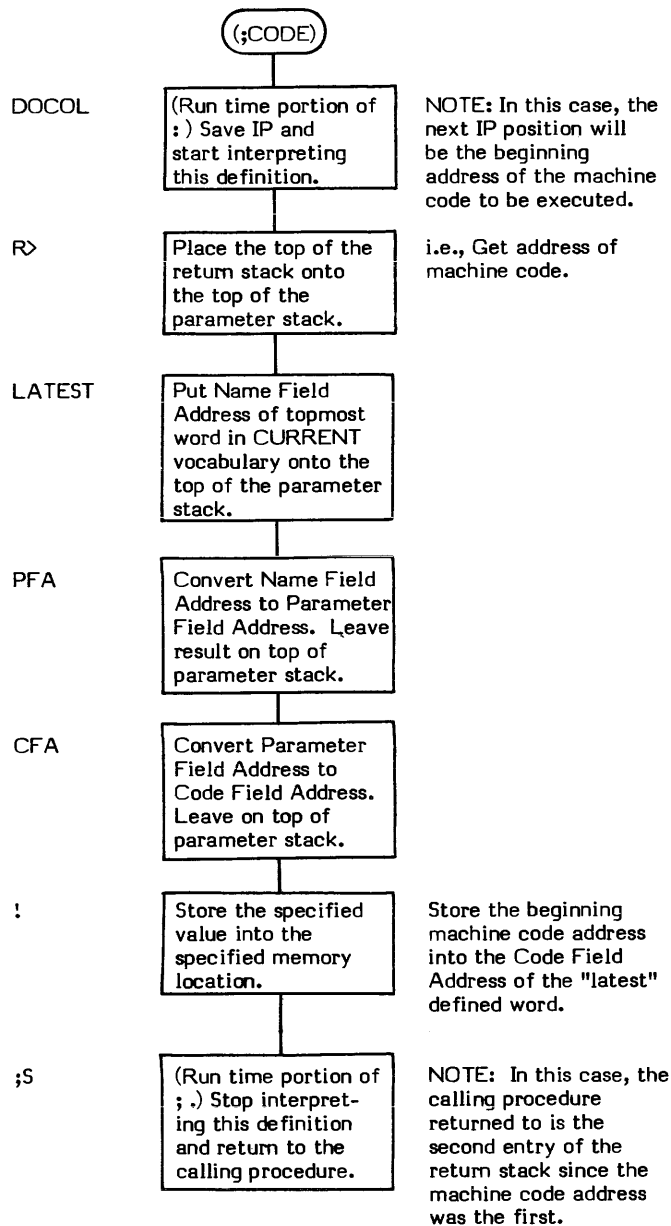 (;CODE)
DOCOL
(Run time portion of
: ) Save IP and
start interpreting
this definition.
NOTE: In this case, the
next IP position will
be the beginning
address of the machine
code to be executed.
R>
Place the top of the
return stack onto
the top of the
parameter stack.
i.e., Get address of
machine code.
LATEST
Put Name Field
Address of topmost
word in CURRENT
vocabulary onto the
top of the parameter
stack.
PFA
Convert Name Field
Address to Parameter
Field Address. Leave
result on top of
parameter stack.
CFA
Convert Parameter
Field Address to
Code Field Address.
Leave on top of
parameter stack.
!
Store the specified
value into the
specified memory
location.
Store the beginning
machine code address
into the Code Field
Address of the "latest"
defined word.
;S
(Run time portion of
; .) Stop interpret-
ing this definition
and return to the
calling procedure.
NOTE: In this case, the
calling procedure
returned to is the
second entry of the
return stack since the
machine code address
was the first.